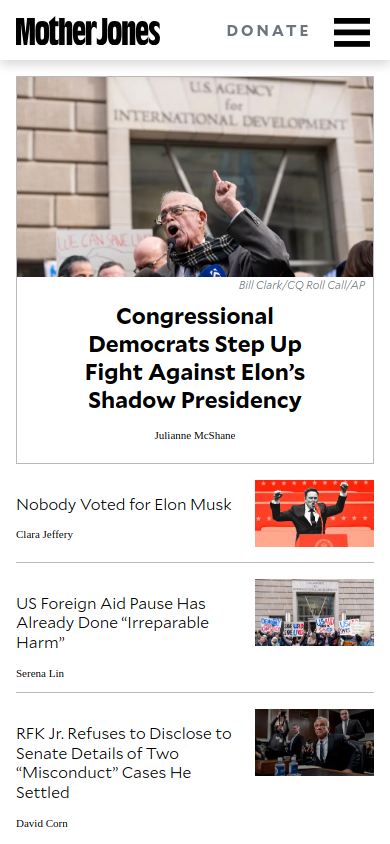 Mother Jones
DONATE
U.S. AGENCY
for
INTERNATIONAL DEVELOPMENT
WE CAN SAVE
Bill Clark/CQ Roll Call/AP
Congressional
Democrats Step Up
Fight Against Elon’s
Shadow Presidency
Julianne McShane
Nobody Voted for Elon Musk
Clara Jeffery
US Foreign Aid Pause Has
Already Done “Irreparable
Harm”
Serena Lin
RFK Jr. Refuses to Disclose to
Senate Details of Two
“Misconduct” Cases He
Settled
David Corn